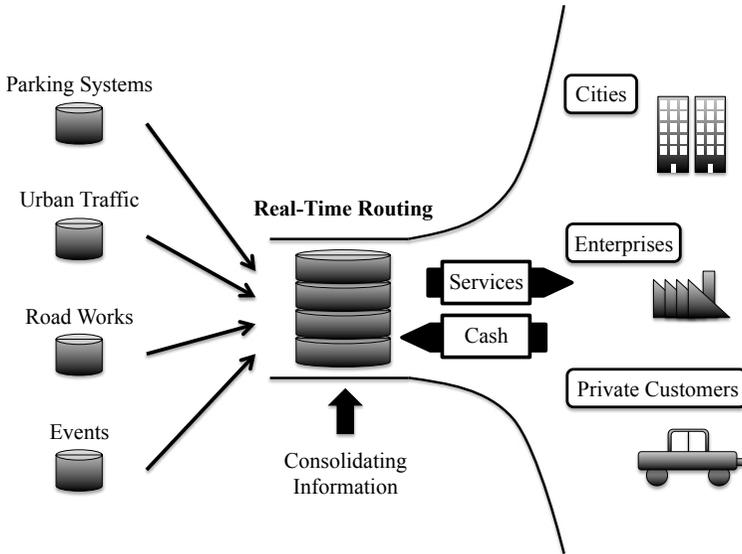 Parking Systems
Urban Traffic
Road Works
Events
Real-Time Routing
Consolidating
Information
Services
Cash
Cities
Enterprises
Private Customers